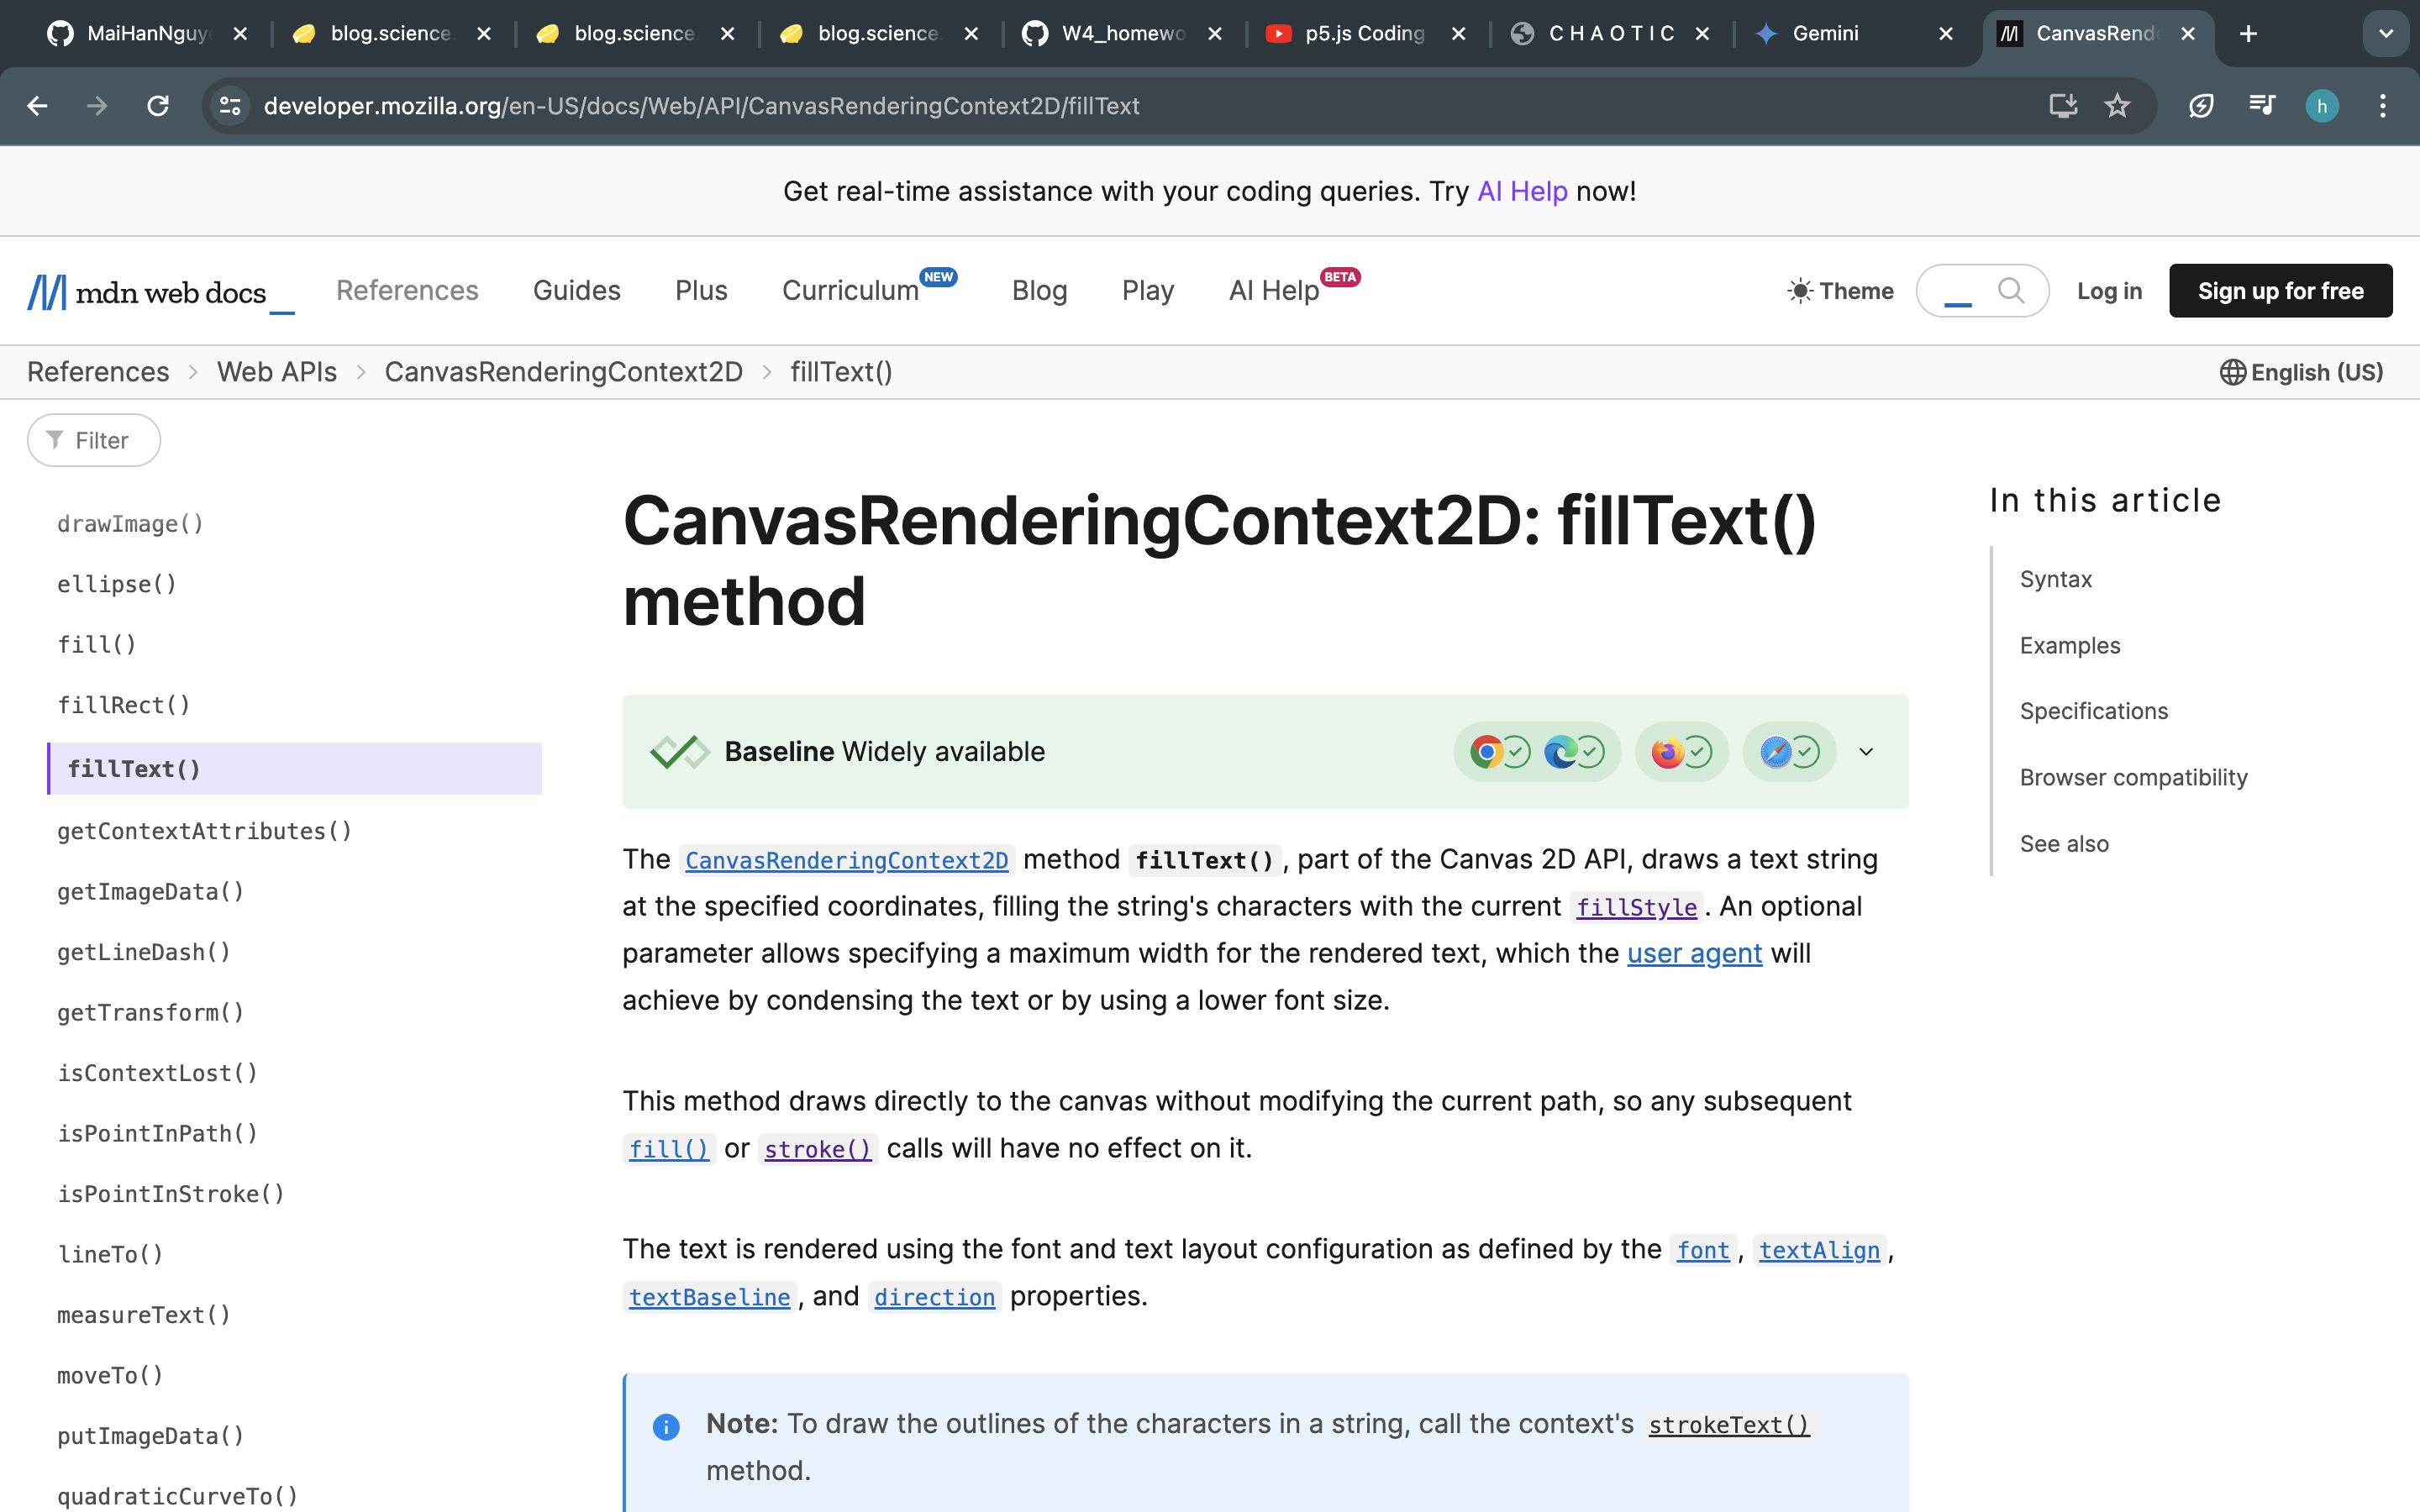 MaiHanNguy
blog.science.
blog.science.
blog.science.
W4_homewo
p5.js Coding
C H A O T I C
Gemini
CanvasRend
developer.mozilla.org/en-US/docs/Web/API/CanvasRenderingContext2D/fillText
h
Get real-time assistance with your coding queries. Try AI Help now!
mdn web docs_
References
Guides
Plus
Curriculum NEW
Blog
Play
AI Help BETA
Theme
Log in
Sign up for free
References > Web APIs > CanvasRenderingContext2D > fillText()
English (US)
Filter
drawImage()
ellipse()
fill()
fillRect()
fillText()
getContextAttributes()
getImageData()
getLineDash()
getTransform()
isContextLost()
isPointInPath()
isPointInStroke()
lineTo()
measureText()
moveTo()
putImageData()
quadraticCurveTo()
CanvasRenderingContext2D: fillText()
method
Baseline Widely available
The CanvasRenderingContext2D method fillText(), part of the Canvas 2D API, draws a text string
at the specified coordinates, filling the string's characters with the current fillStyle. An optional
parameter allows specifying a maximum width for the rendered text, which the user agent will
achieve by condensing the text or by using a lower font size.
This method draws directly to the canvas without modifying the current path, so any subsequent
fill() or stroke() calls will have no effect on it.
The text is rendered using the font and text layout configuration as defined by the font, textAlign,
textBaseline, and direction properties.
Note: To draw the outlines of the characters in a string, call the context's strokeText()
method.
In this article
Syntax
Examples
Specifications
Browser compatibility
See also